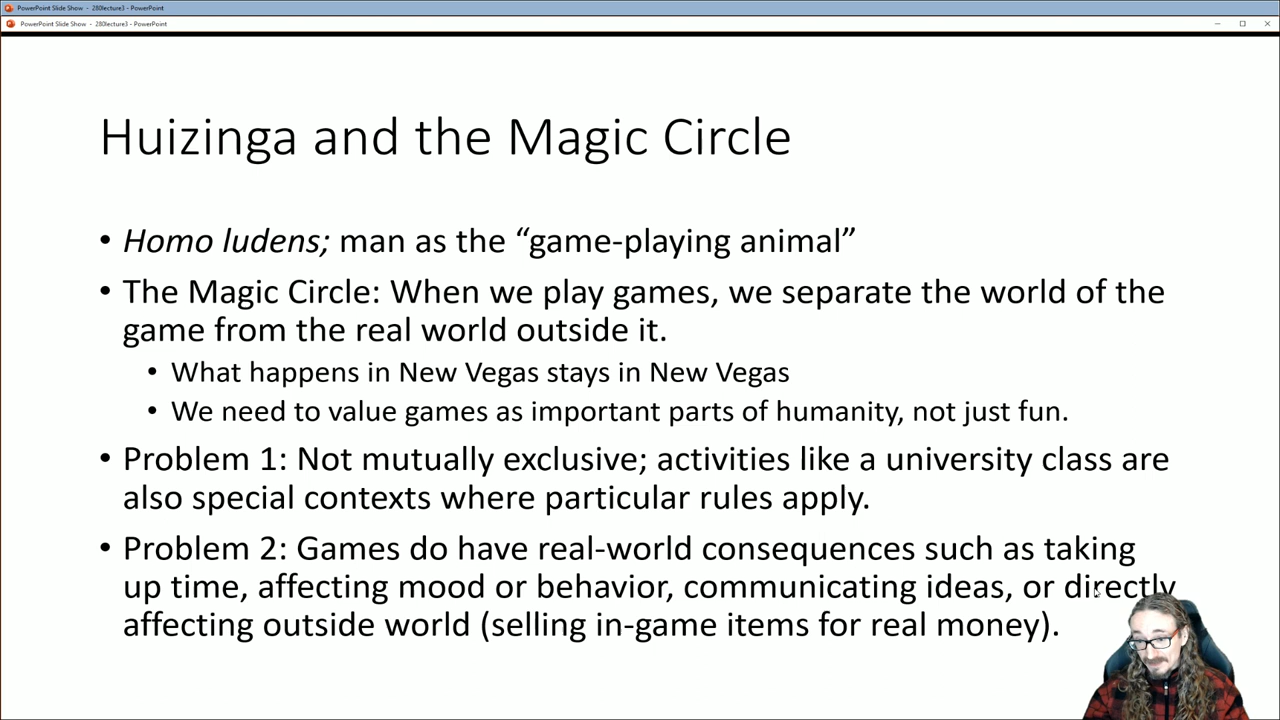 PowerPoint Slide Show - 280lecture3 - PowerPoint
PowerPoint Slide Show - 280lecture3 - PowerPoint
Huizinga and the Magic Circle
• Homo ludens; man as the “game-playing animal”
• The Magic Circle: When we play games, we separate the world of the
game from the real world outside it.
• What happens in New Vegas stays in New Vegas
• We need to value games as important parts of humanity, not just fun.
• Problem 1: Not mutually exclusive; activities like a university class are
also special contexts where particular rules apply.
• Problem 2: Games do have real-world consequences such as taking
up time, affecting mood or behavior, communicating ideas, or directly
affecting outside world (selling in-game items for real money).